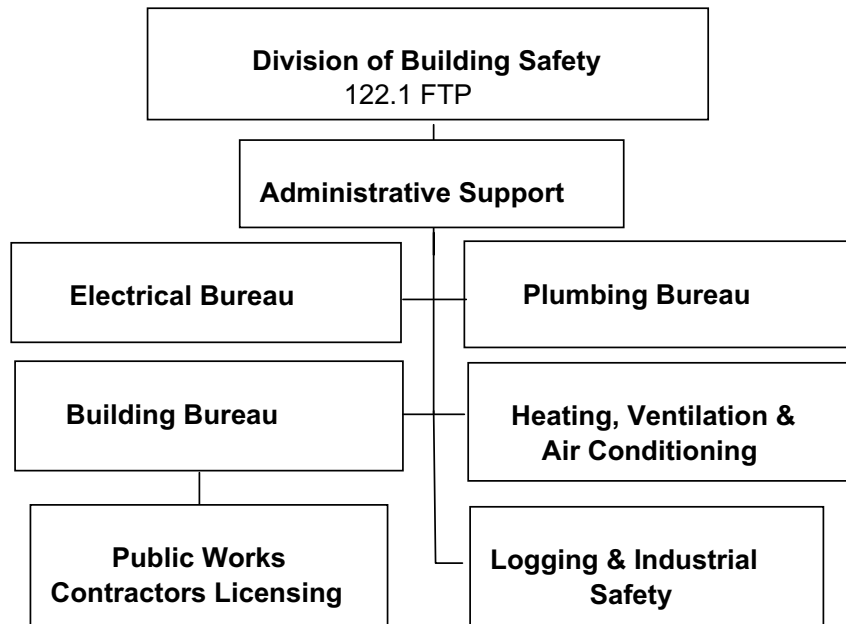 Division of Building Safety
122.1 FTP
Administrative Support
Electrical Bureau
Plumbing Bureau
Building Bureau
Heating, Ventilation &
Air Conditioning
Public Works
Contractors Licensing
Logging & Industrial
Safety